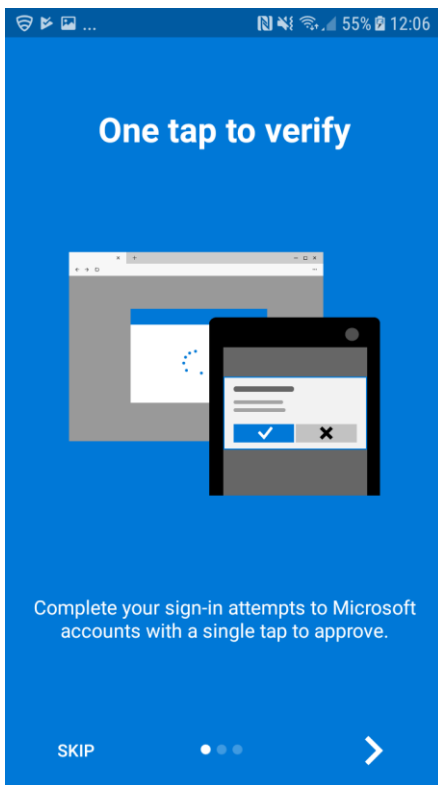 ... 55% 12:06
One tap to verify
Complete your sign-in attempts to Microsoft
accounts with a single tap to approve.
SKIP